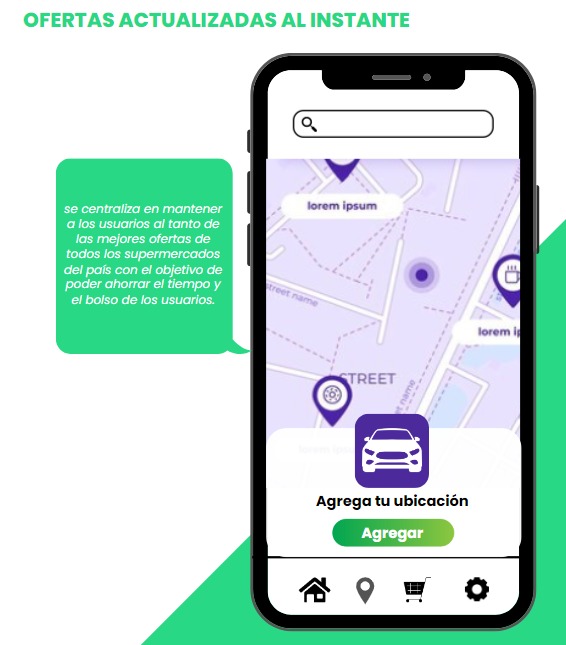 OFERTAS ACTUALIZADAS AL INSTANTE
se centraliza en mantener
a los usuarios al tanto de
las mejores ofertas de
todos los supermercados
del país con el objetivo de
poder ahorrar el tiempo y
el bolso de los usuarios.
lorem ipsum
street name
lorem ip
STREET
Agrega tu ubicación
Agregar